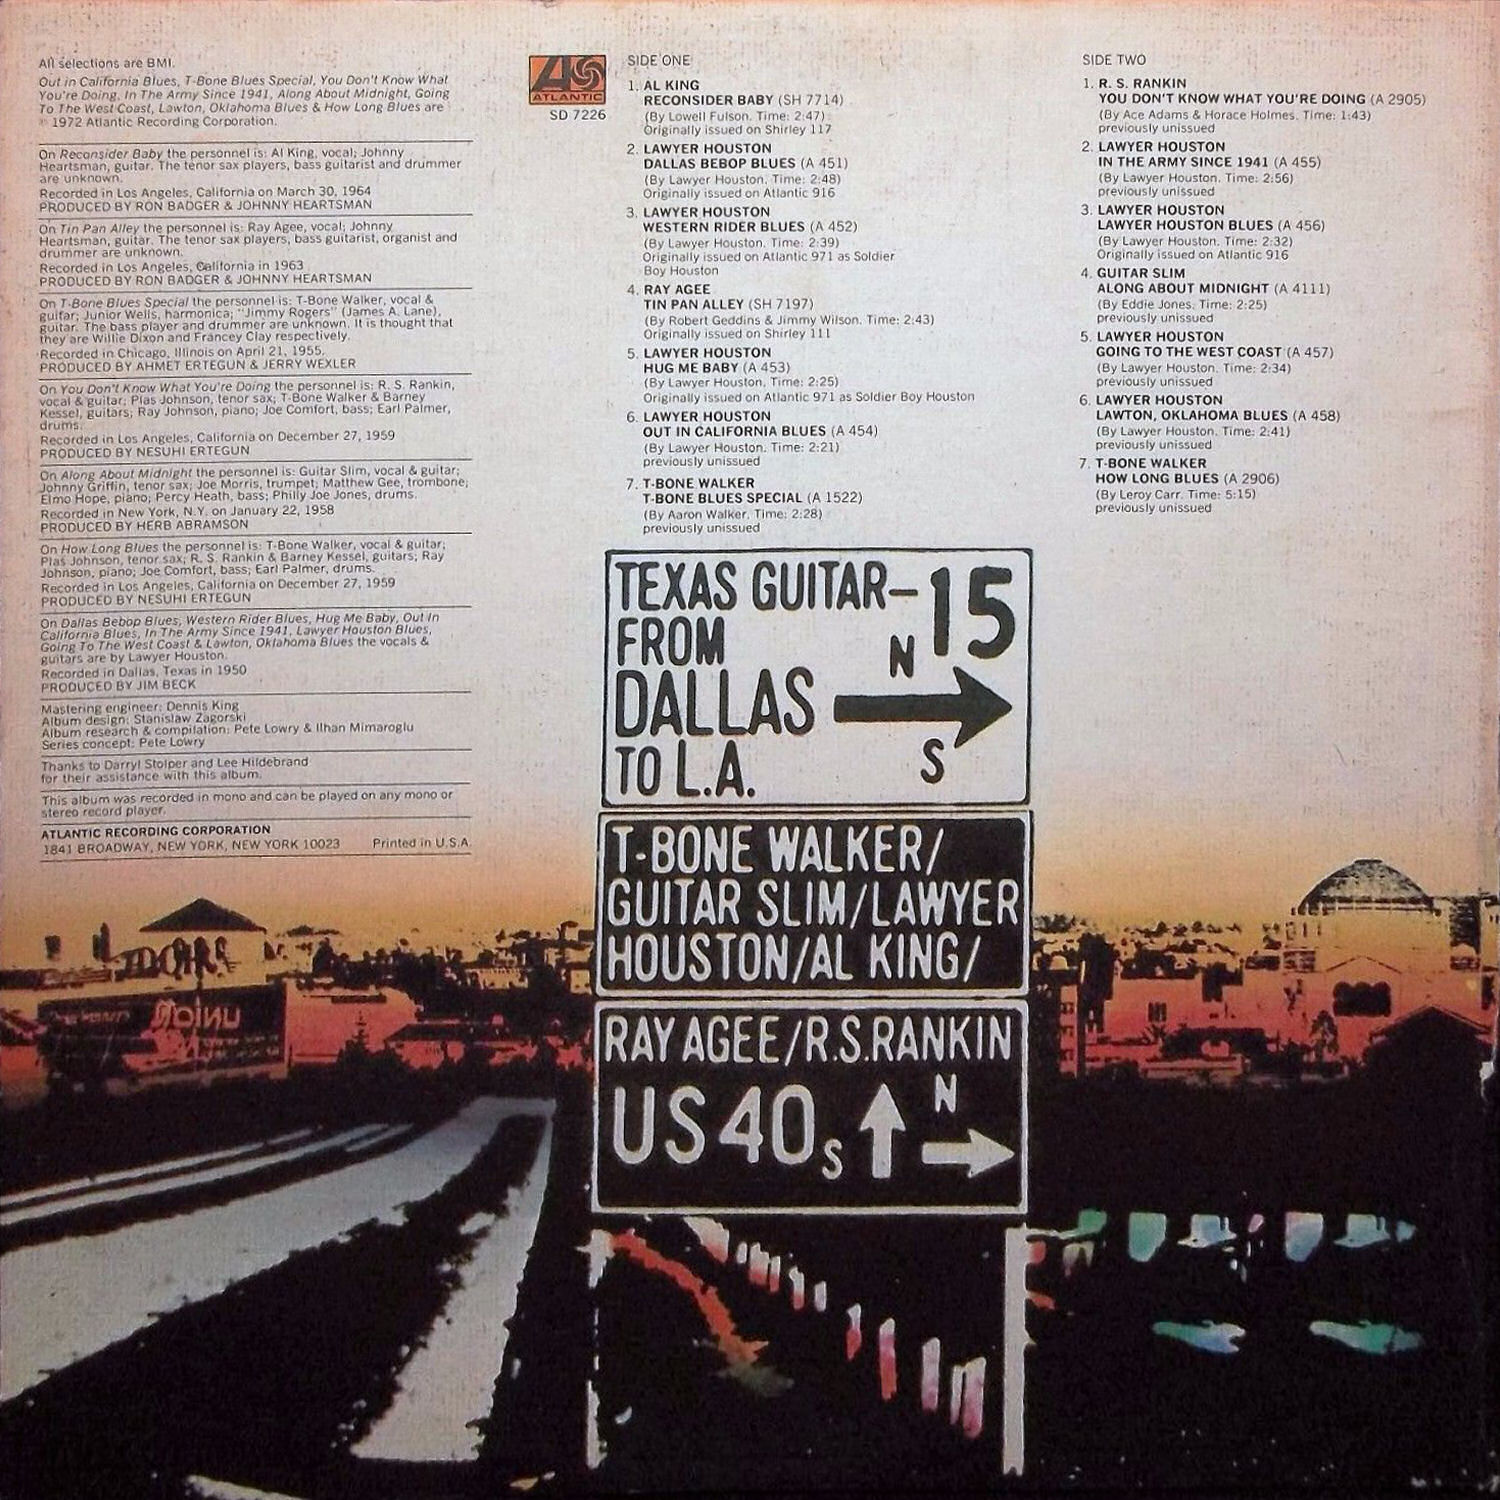 All selections are BMI.
Out in California Blues, T-Bone Blues Special, You Don't Know What
You're Doing, In The Army Since 1941, Along About Midnight, Going
To The West Coast, Lawton, Oklahoma Blues & How Long Blues are
℗ 1972 Atlantic Recording Corporation.
On Reconsider Baby the personnel is: Al King, vocal; Johnny
Heartsman, guitar. The tenor sax players, bass guitarist and drummer
are unknown.
Recorded in Los Angeles, California on March 30, 1964
PRODUCED BY RON BADGER & JOHNNY HEARTSMAN
On Tin Pan Alley the personnel is: Ray Agee, vocal; Johnny
Heartsman, guitar. The tenor sax players, bass guitarist, organist and
drummer are unknown.
Recorded in Los Angeles, California in 1963
PRODUCED BY RON BADGER & JOHNNY HEARTSMAN
On T-Bone Blues Special the personnel is: T-Bone Walker, vocal &
guitar; Junior Wells, harmonica; "Jimmy Rogers" (James A. Lane),
guitar. The bass player and drummer are unknown. It is thought that
they are Willie Dixon and Francey Clay respectively.
Recorded in Chicago, Illinois on April 21, 1955.
PRODUCED BY AHMET ERTEGUN & JERRY WEXLER
On You Don't Know What You're Doing the personnel is: R. S. Rankin,
vocal & guitar; Plas Johnson, tenor sax; T-Bone Walker & Barney
Kessel, guitars; Ray Johnson, piano; Joe Comfort, bass; Earl Palmer,
drums.
Recorded in Los Angeles, California on December 27, 1959
PRODUCED BY NESUHI ERTEGUN
On Along About Midnight the personnel is: Guitar Slim, vocal & guitar;
Johnny Griffin, tenor sax; Joe Morris, trumpet; Matthew Gee, trombone;
Elmo Hope, piano; Percy Heath, bass; Philly Joe Jones, drums.
Recorded in New York, N.Y. on January 22, 1958
PRODUCED BY HERB ABRAMSON
On How Long Blues the personnel is: T-Bone Walker, vocal & guitar;
Plas Johnson, tenor sax; R. S. Rankin & Barney Kessel, guitars; Ray
Johnson, piano; Joe Comfort, bass; Earl Palmer, drums.
Recorded in Los Angeles, California on December 27, 1959
PRODUCED BY NESUHI ERTEGUN
On Dallas Bebop Blues, Western Rider Blues, Hug Me Baby, Out In
California Blues, In The Army Since 1941, Lawyer Houston Blues,
Going To The West Coast & Lawton, Oklahoma Blues the vocals &
guitars are by Lawyer Houston.
Recorded in Dallas, Texas in 1950
PRODUCED BY JIM BECK
Mastering engineer: Dennis King
Album design: Stanislaw Zagorski
Album research & compilation: Pete Lowry & Ilhan Mimaroglu
Series concept: Pete Lowry
Thanks to Darryl Stolper and Lee Hildebrand
for their assistance with this album.
This album was recorded in mono and can be played on any mono or
stereo record player.
ATLANTIC RECORDING CORPORATION
1841 BROADWAY, NEW YORK, NEW YORK 10023 Printed in U.S.A.
ATLANTIC
SD 7226
SIDE ONE
1. AL KING
RECONSIDER BABY (SH 7714)
(By Lowell Fulson. Time: 2:47)
Originally issued on Shirley 117
2. LAWYER HOUSTON
DALLAS BEBOP BLUES (A 451)
(By Lawyer Houston. Time: 2:48)
Originally issued on Atlantic 916
3. LAWYER HOUSTON
WESTERN RIDER BLUES (A 452)
(By Lawyer Houston. Time: 2:39)
Originally issued on Atlantic 971 as Soldier
Boy Houston
4. RAY AGEE
TIN PAN ALLEY (SH 7197)
(By Robert Geddins & Jimmy Wilson. Time: 2:43)
Originally issued on Shirley 111
5. LAWYER HOUSTON
HUG ME BABY (A 453)
(By Lawyer Houston. Time: 2:25)
Originally issued on Atlantic 971 as Soldier Boy Houston
6. LAWYER HOUSTON
OUT IN CALIFORNIA BLUES (A 454)
(By Lawyer Houston. Time: 2:21)
previously unissued
7. T-BONE WALKER
T-BONE BLUES SPECIAL (A 1522)
(By Aaron Walker. Time: 2:28)
previously unissued
SIDE TWO
1. R. S. RANKIN
YOU DON'T KNOW WHAT YOU'RE DOING (A 2905)
(By Ace Adams & Horace Holmes. Time: 1:43)
previously unissued
2. LAWYER HOUSTON
IN THE ARMY SINCE 1941 (A 455)
(By Lawyer Houston. Time: 2:56)
previously unissued
3. LAWYER HOUSTON
LAWYER HOUSTON BLUES (A 456)
(By Lawyer Houston. Time: 2:32)
Originally issued on Atlantic 916
4. GUITAR SLIM
ALONG ABOUT MIDNIGHT (A 4111)
(By Eddie Jones. Time: 2:25)
previously unissued
5. LAWYER HOUSTON
GOING TO THE WEST COAST (A 457)
(By Lawyer Houston. Time: 2:34)
previously unissued
6. LAWYER HOUSTON
LAWTON, OKLAHOMA BLUES (A 458)
(By Lawyer Houston. Time: 2:41)
previously unissued
7. T-BONE WALKER
HOW LONG BLUES (A 2906)
(By Leroy Carr. Time: 5:15)
previously unissued
TEXAS GUITAR– 15
FROM N
DALLAS
TO L.A. S
T-BONE WALKER/
GUITAR SLIM/LAWYER
HOUSTON/AL KING/
RAY AGEE/R.S.RANKIN
US 40 S N